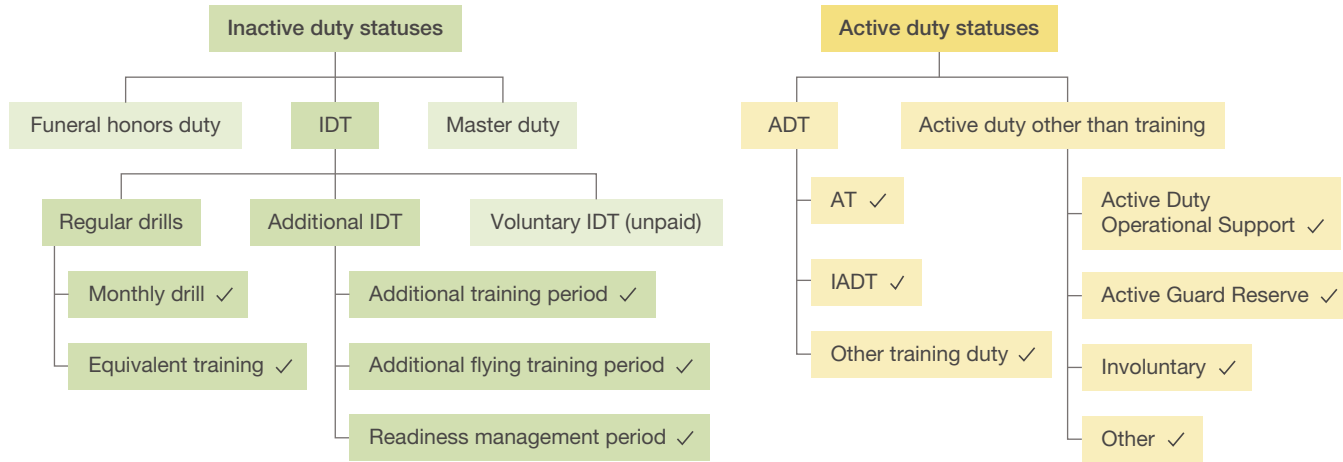 Inactive duty statuses
Funeral honors duty
IDT
Master duty
Regular drills
Additional IDT
Voluntary IDT (unpaid)
Monthly drill ✓
Equivalent training ✓
Additional training period ✓
Additional flying training period ✓
Readiness management period ✓
Active duty statuses
ADT
Active duty other than training
AT ✓
IADT ✓
Other training duty ✓
Active Duty
Operational Support ✓
Active Guard Reserve ✓
Involuntary ✓
Other ✓